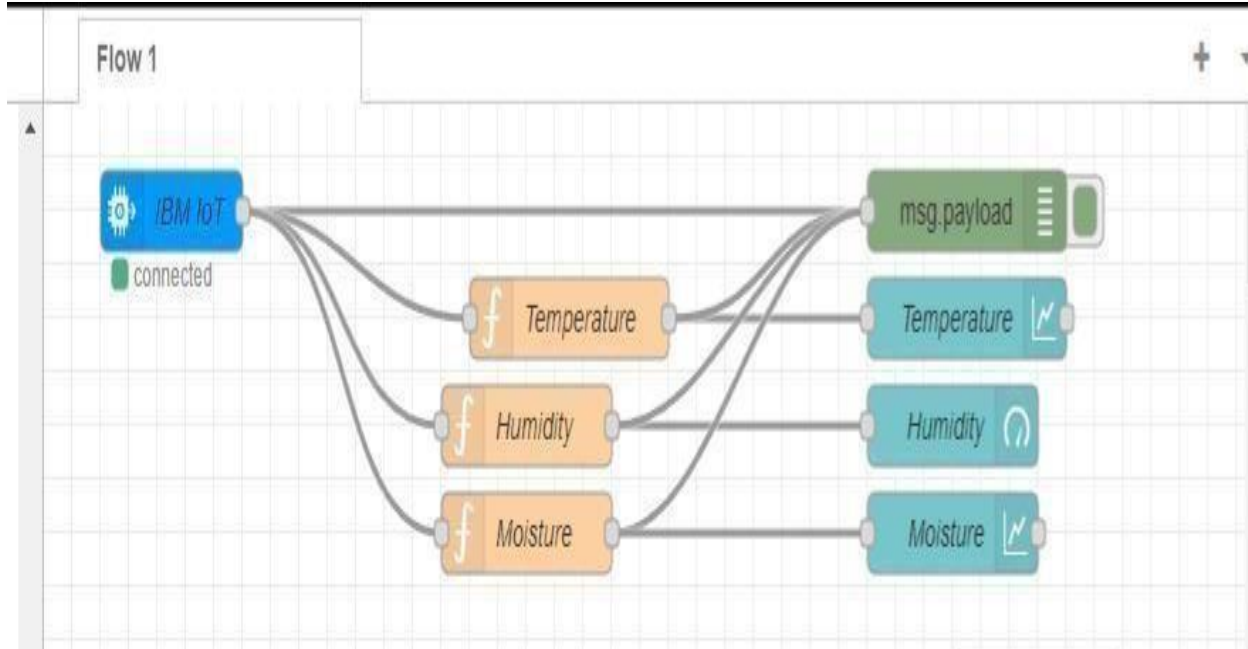 Flow 1
IBM IoT
msg.payload
connected
Temperature
Temperature
Humidity
Humidity
Moisture
Moisture